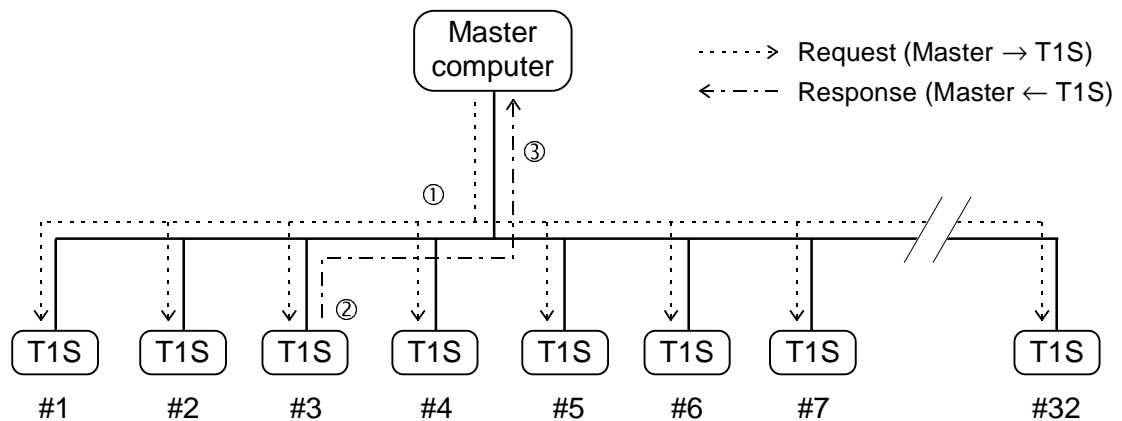 Master
computer
Request (Master → T1S)
Response (Master ← T1S)
③
①
②
T1S T1S T1S T1S T1S T1S T1S T1S
#1 #2 #3 #4 #5 #6 #7 #32